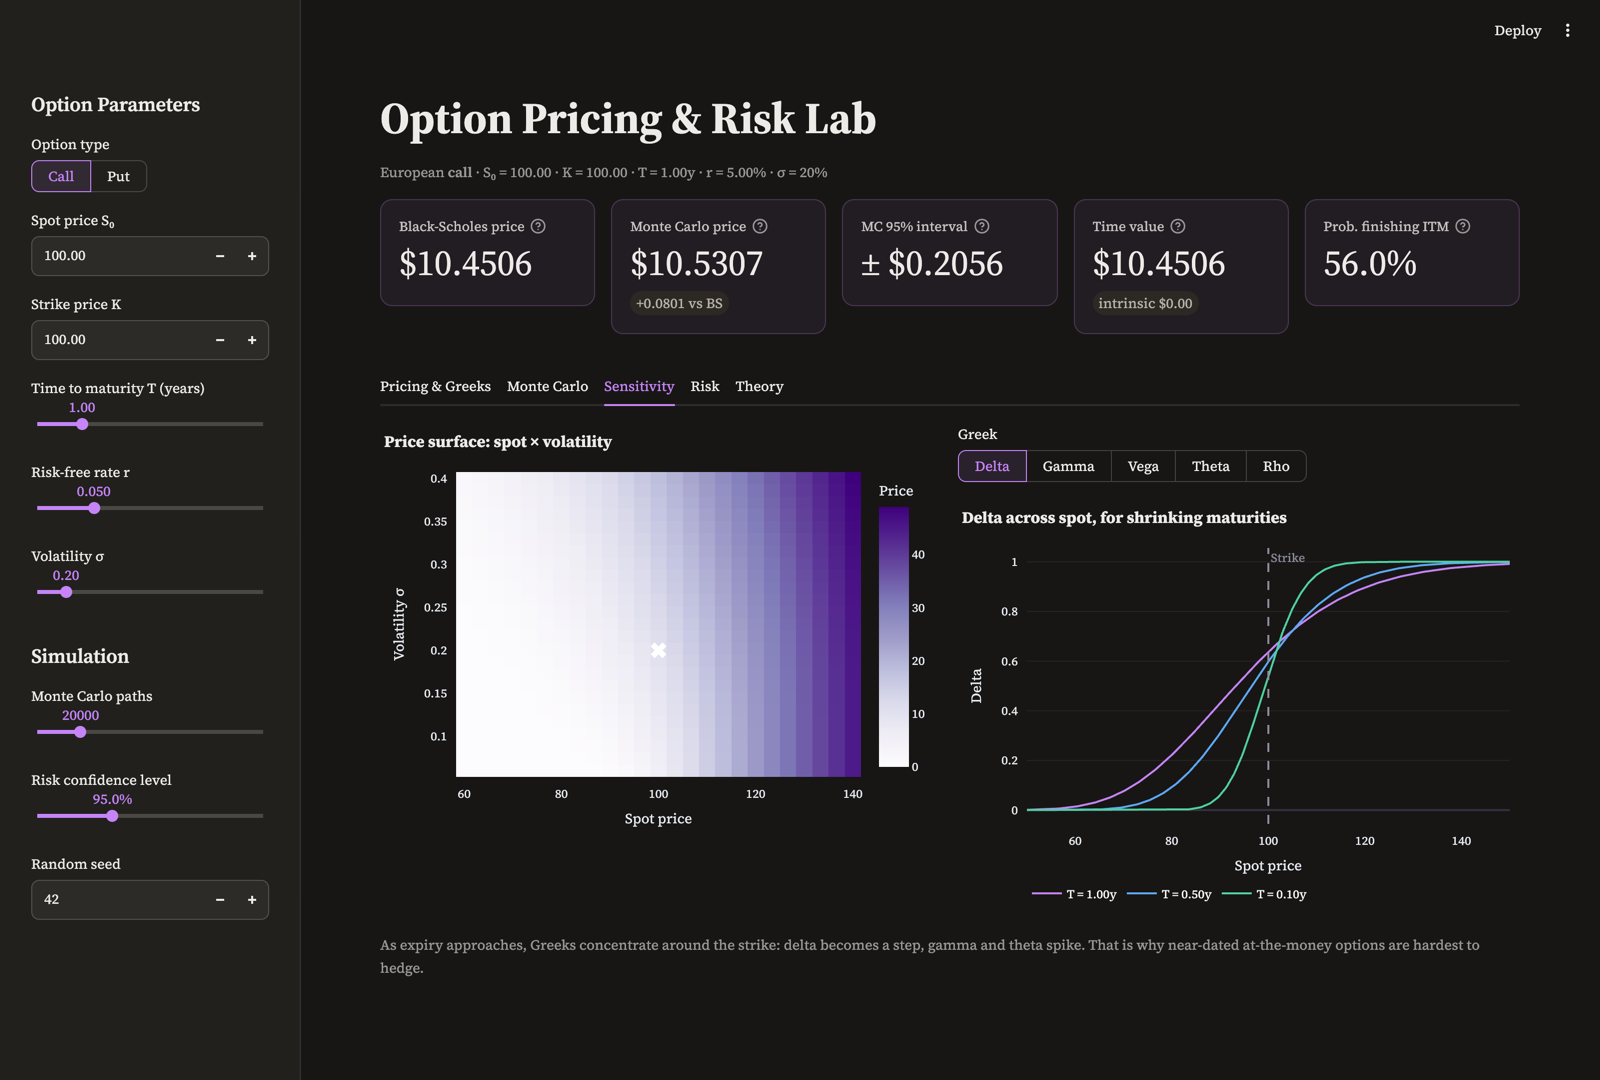 Deploy
Option Parameters
Option type
Call Put
Spot price S₀
100.00
Strike price K
100.00
Time to maturity T (years)
1.00
Risk-free rate r
0.050
Volatility σ
0.20
Simulation
Monte Carlo paths
20000
Risk confidence level
95.0%
Random seed
42
Option Pricing & Risk Lab
European call · S₀ = 100.00 · K = 100.00 · T = 1.00y · r = 5.00% · σ = 20%
Black-Scholes price
$10.4506
Monte Carlo price
$10.5307
+0.0801 vs BS
MC 95% interval
± $0.2056
Time value
$10.4506
intrinsic $0.00
Prob. finishing ITM
56.0%
Pricing & Greeks Monte Carlo Sensitivity Risk Theory
Price surface: spot × volatility
0.4
0.35
0.3
0.25
0.2
0.15
0.1
Volatility σ
60 80 100 120 140
Spot price
Price
40
30
20
10
0
Greek
Delta Gamma Vega Theta Rho
Delta across spot, for shrinking maturities
Strike
1
0.8
0.6
0.4
0.2
0
Delta
60 80 100 120 140
Spot price
T = 1.00y T = 0.50y T = 0.10y
As expiry approaches, Greeks concentrate around the strike: delta becomes a step, gamma and theta spike. That is why near-dated at-the-money options are hardest to
hedge.